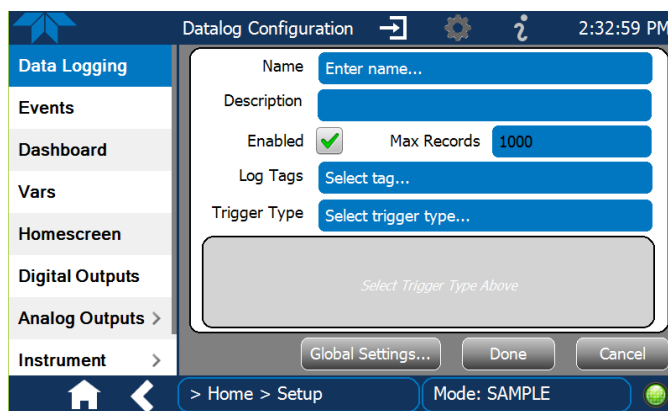 Datalog Configuration
2:32:59 PM
Data Logging
Events
Dashboard
Vars
Homescreen
Digital Outputs
Analog Outputs >
Instrument >
Name Enter name...
Description
Enabled Max Records 1000
Log Tags Select tag...
Trigger Type Select trigger type...
Select Trigger Type Above
Global Settings... Done Cancel
> Home > Setup Mode: SAMPLE